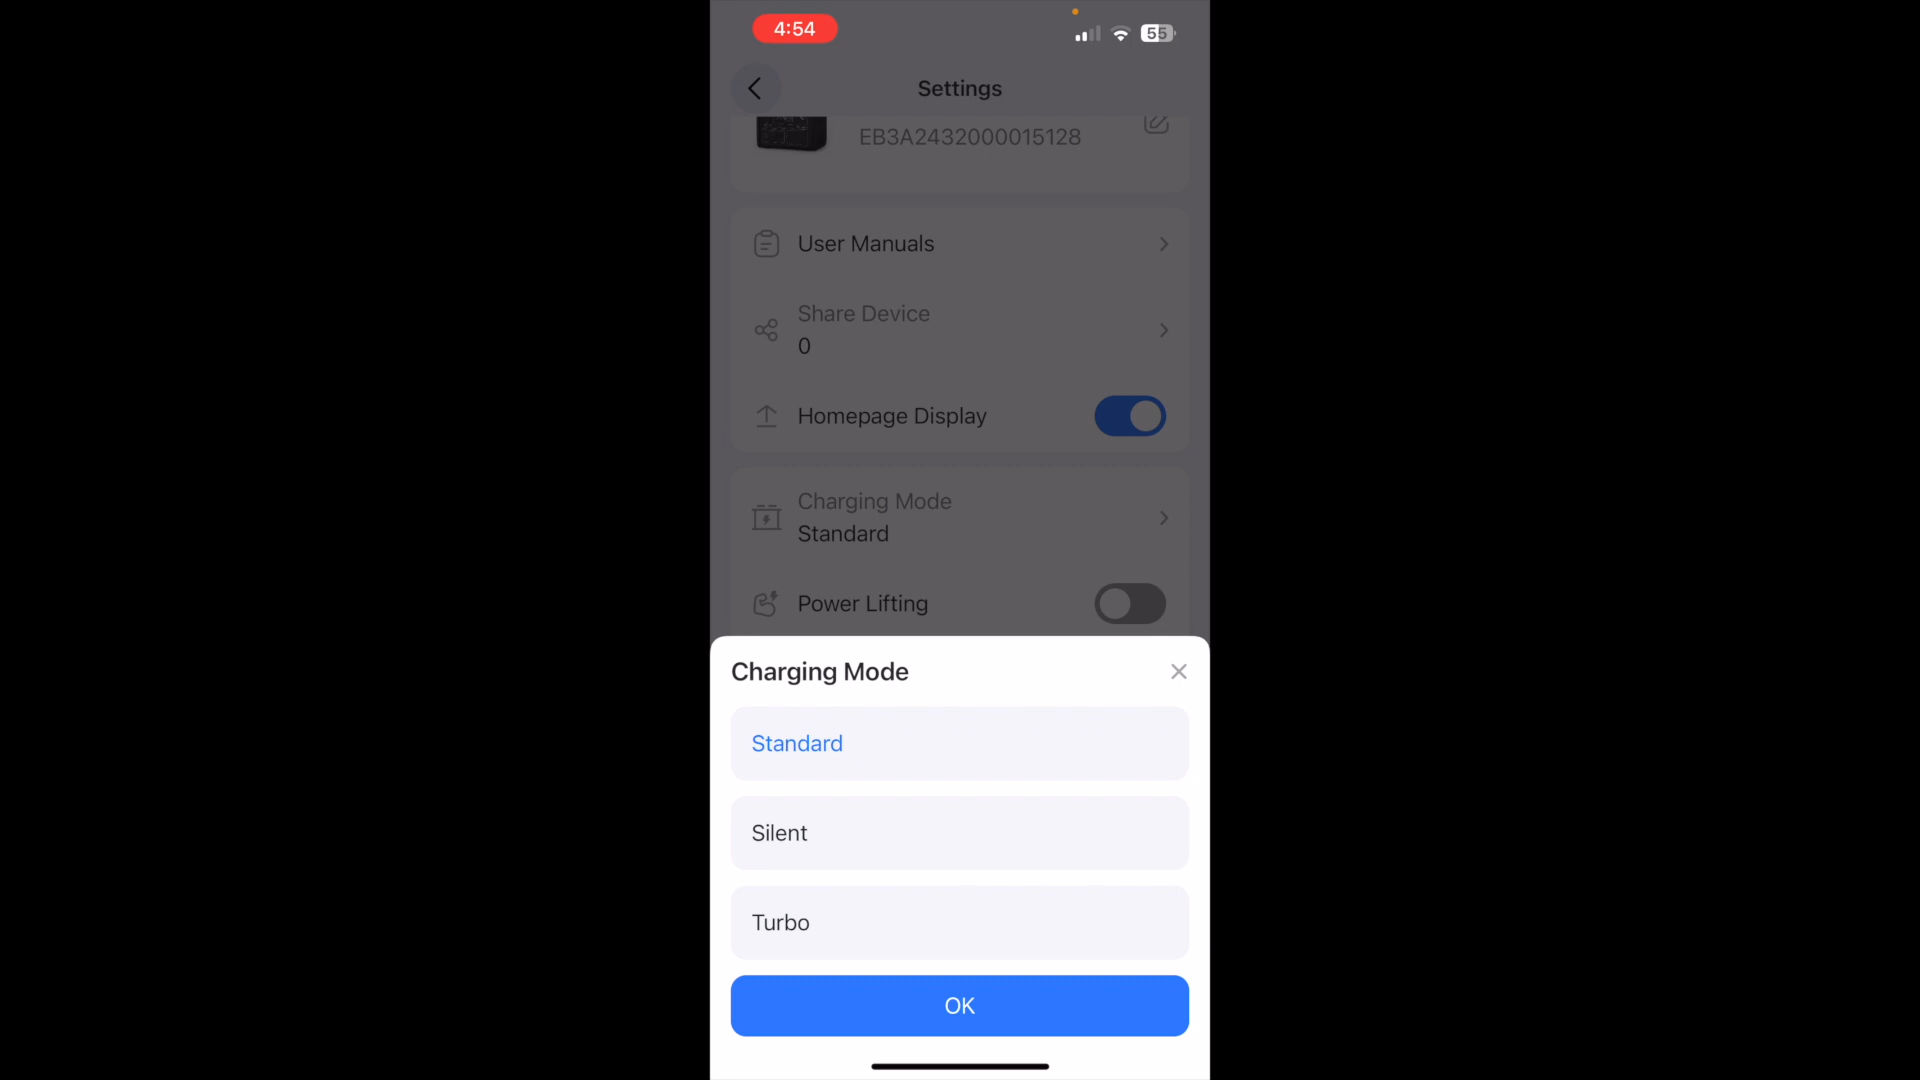 4:54
55
Settings
EB3A2432000015128
User Manuals
Share Device
0
Homepage Display
Charging Mode
Standard
Power Lifting
Charging Mode
Standard
Silent
Turbo
OK